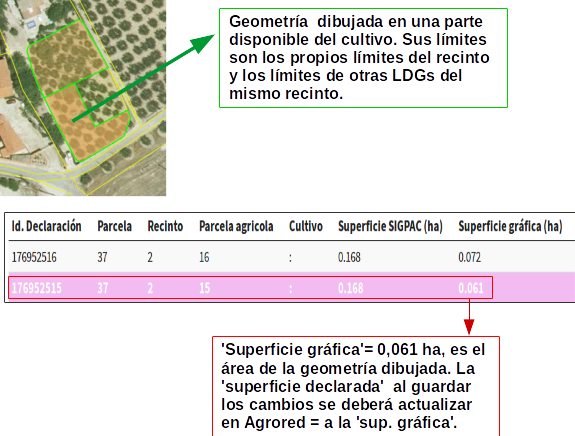 Geometría dibujada en una parte
disponible del cultivo. Sus límites
son los propios límites del recinto
y los límites de otras LDGs del
mismo recinto.
Id. Declaración Parcela Recinto Parcela agricola Cultivo Superficie SIGPAC (ha) Superficie gráfica (ha)
176952516 37 2 16 : 0.168 0.072
176952515 37 2 15 : 0.168 0.061
'Superficie gráfica'= 0,061 ha, es el
área de la geometría dibujada. La
'superficie declarada' al guardar
los cambios se deberá actualizar
en Agrored = a la 'sup. gráfica'.